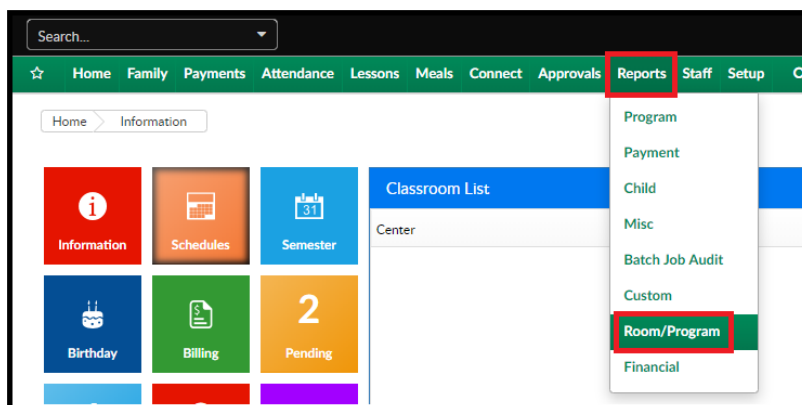 Search...
Home Family Payments Attendance Lessons Meals Connect Approvals Reports Staff Setup
Home Information
Program
Payment
Child
Misc
Batch Job Audit
Custom
Room/Program
Financial
Information
Schedules
31
Semester
Birthday
$
Billing
2
Pending
Classroom List
Center